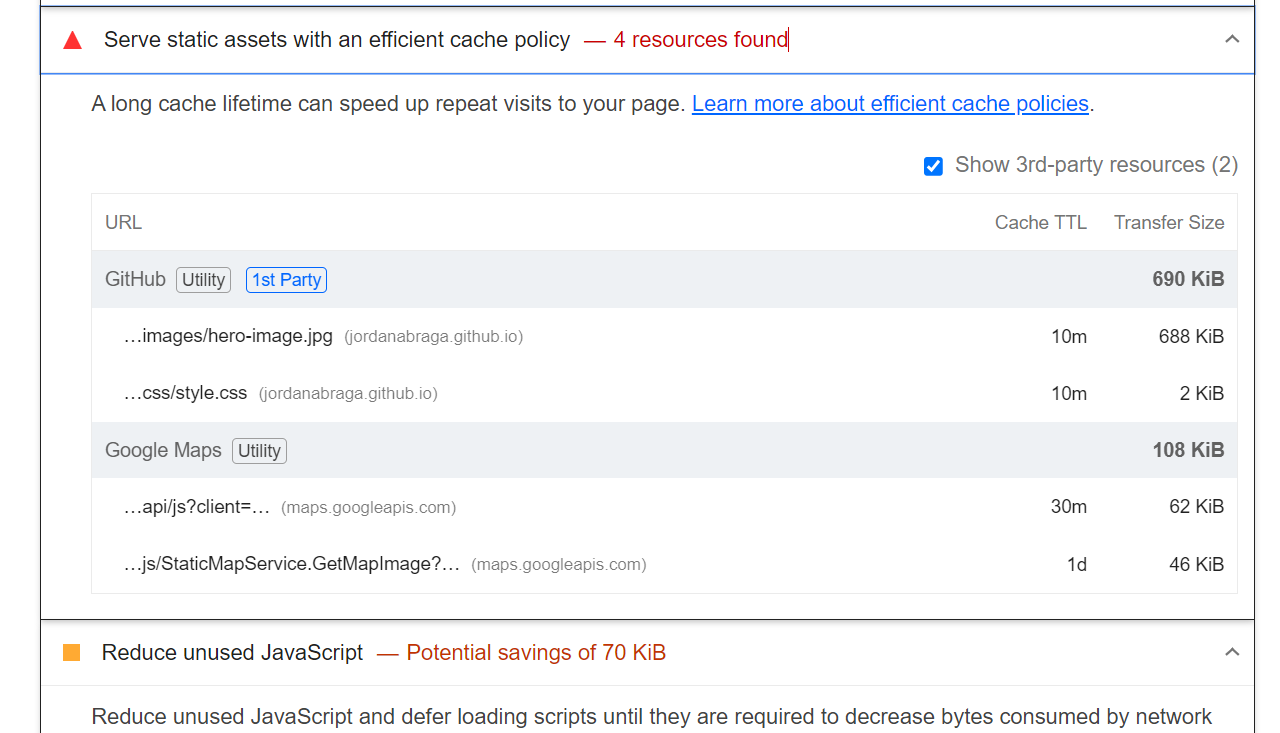 Serve static assets with an efficient cache policy — 4 resources found
A long cache lifetime can speed up repeat visits to your page. Learn more about efficient cache policies.
Show 3rd-party resources (2)
URL Cache TTL Transfer Size
GitHub Utility 1st Party 690 KiB
…images/hero-image.jpg (jordanabraga.github.io) 10m 688 KiB
…css/style.css (jordanabraga.github.io) 10m 2 KiB
Google Maps Utility 108 KiB
…api/js?client=… (maps.googleapis.com) 30m 62 KiB
…js/StaticMapService.GetMapImage?… (maps.googleapis.com) 1d 46 KiB
Reduce unused JavaScript — Potential savings of 70 KiB
Reduce unused JavaScript and defer loading scripts until they are required to decrease bytes consumed by network